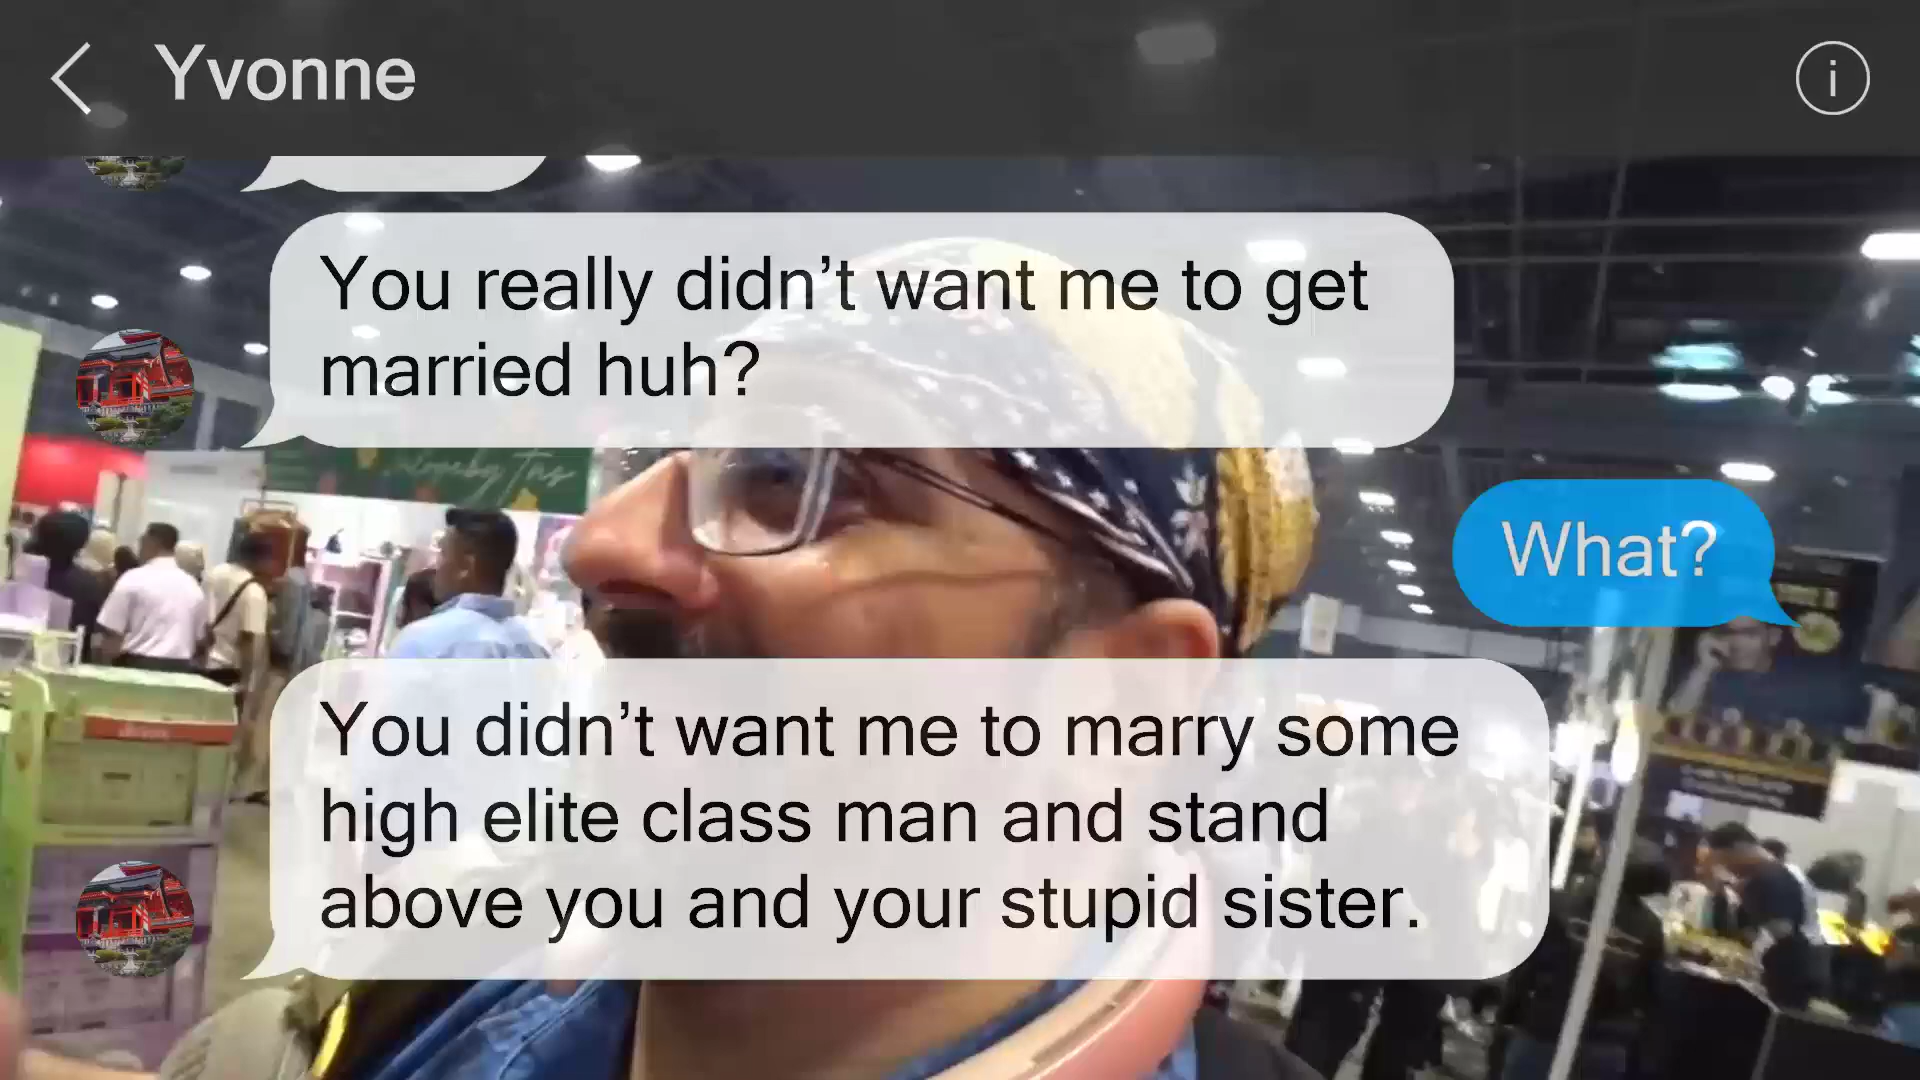 Yvonne
i
You really didn’t want me to get
married huh?
What?
You didn’t want me to marry some
high elite class man and stand
above you and your stupid sister.